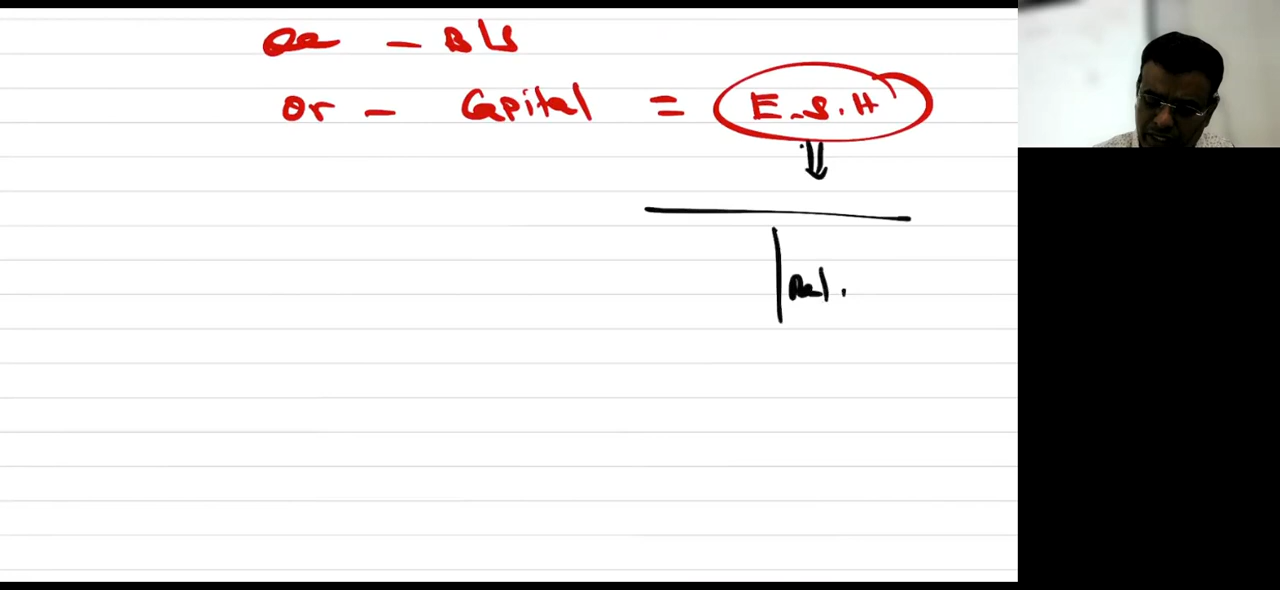 - B/S
or - Capital = E.S.H